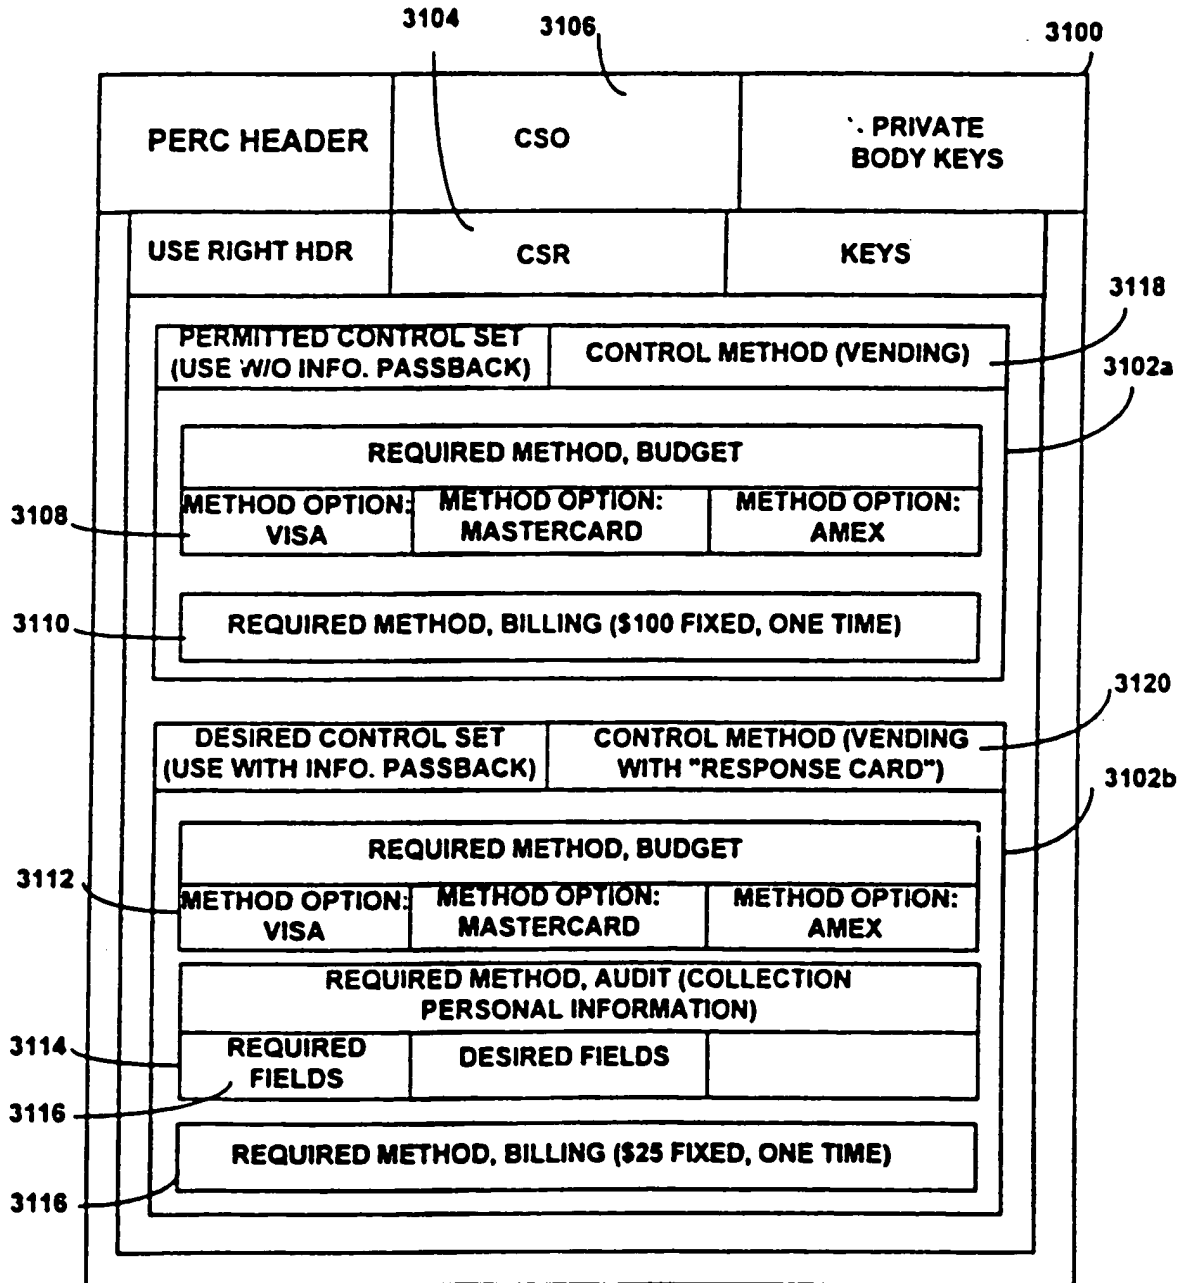 3104
3106
3100
PERC HEADER
CSO
PRIVATE
BODY KEYS
USE RIGHT HDR
CSR
KEYS
3118
PERMITTED CONTROL SET
(USE W/O INFO. PASSBACK)
CONTROL METHOD (VENDING)
3102a
REQUIRED METHOD, BUDGET
3108
METHOD OPTION:
VISA
METHOD OPTION:
MASTERCARD
METHOD OPTION:
AMEX
3110
REQUIRED METHOD, BILLING ($100 FIXED, ONE TIME)
3120
DESIRED CONTROL SET
(USE WITH INFO. PASSBACK)
CONTROL METHOD (VENDING
WITH "RESPONSE CARD")
3102b
REQUIRED METHOD, BUDGET
3112
METHOD OPTION:
VISA
METHOD OPTION:
MASTERCARD
METHOD OPTION:
AMEX
REQUIRED METHOD, AUDIT (COLLECTION
PERSONAL INFORMATION)
3114
REQUIRED
FIELDS
DESIRED FIELDS
3116
REQUIRED METHOD, BILLING ($25 FIXED, ONE TIME)
3116